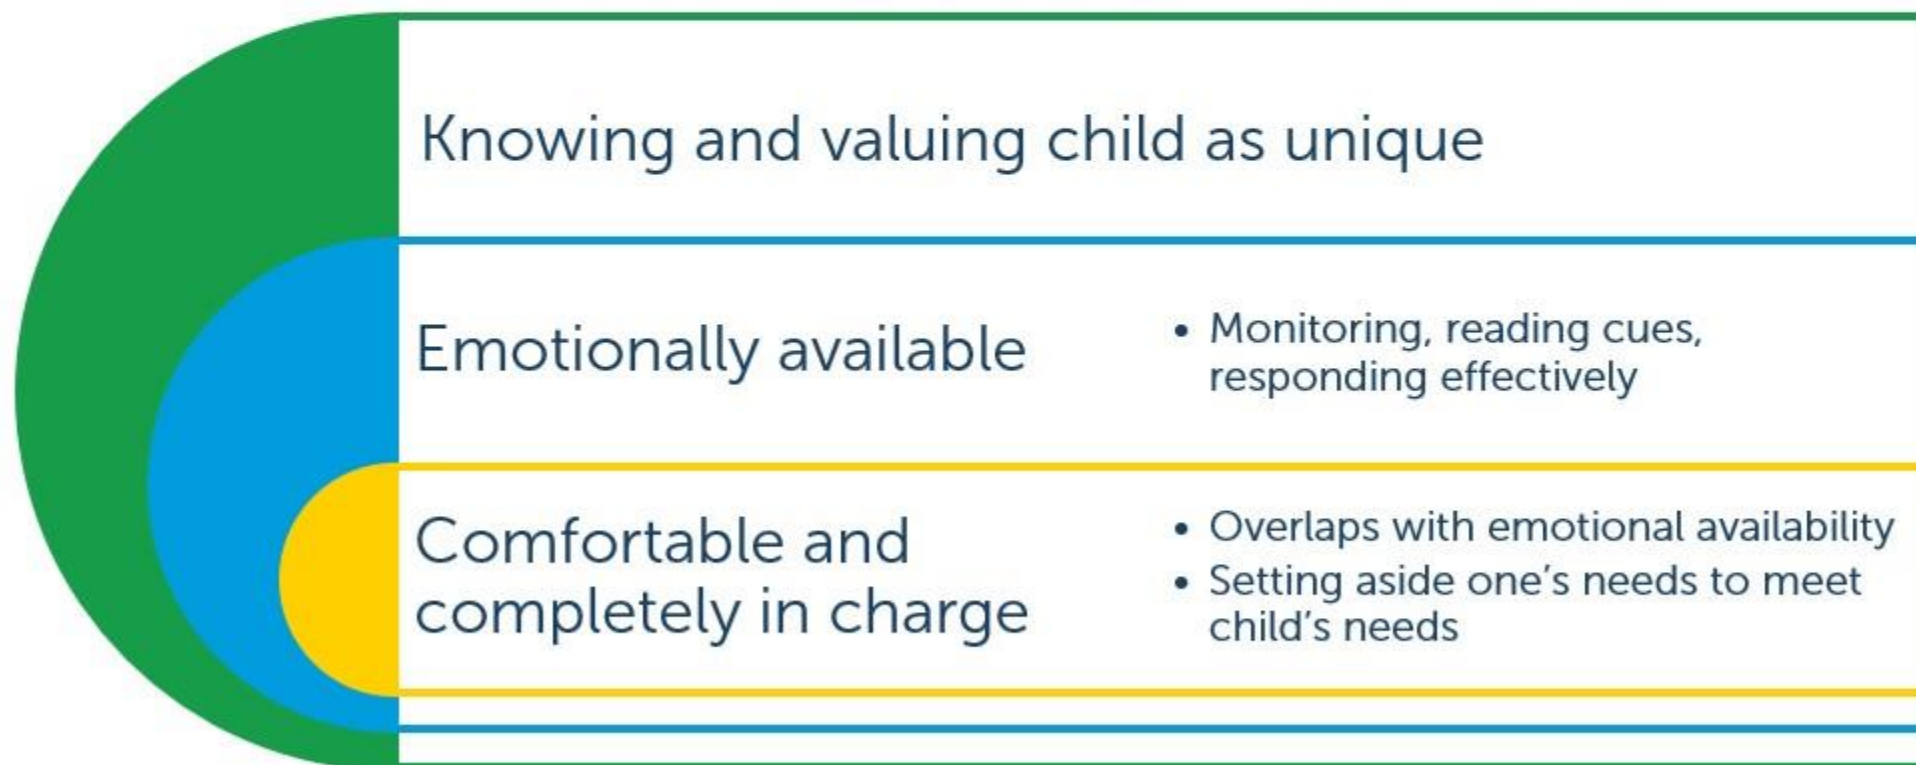 Knowing and valuing child as unique
Emotionally available
• Monitoring, reading cues,
responding effectively
Comfortable and
completely in charge
• Overlaps with emotional availability
• Setting aside one’s needs to meet
child’s needs